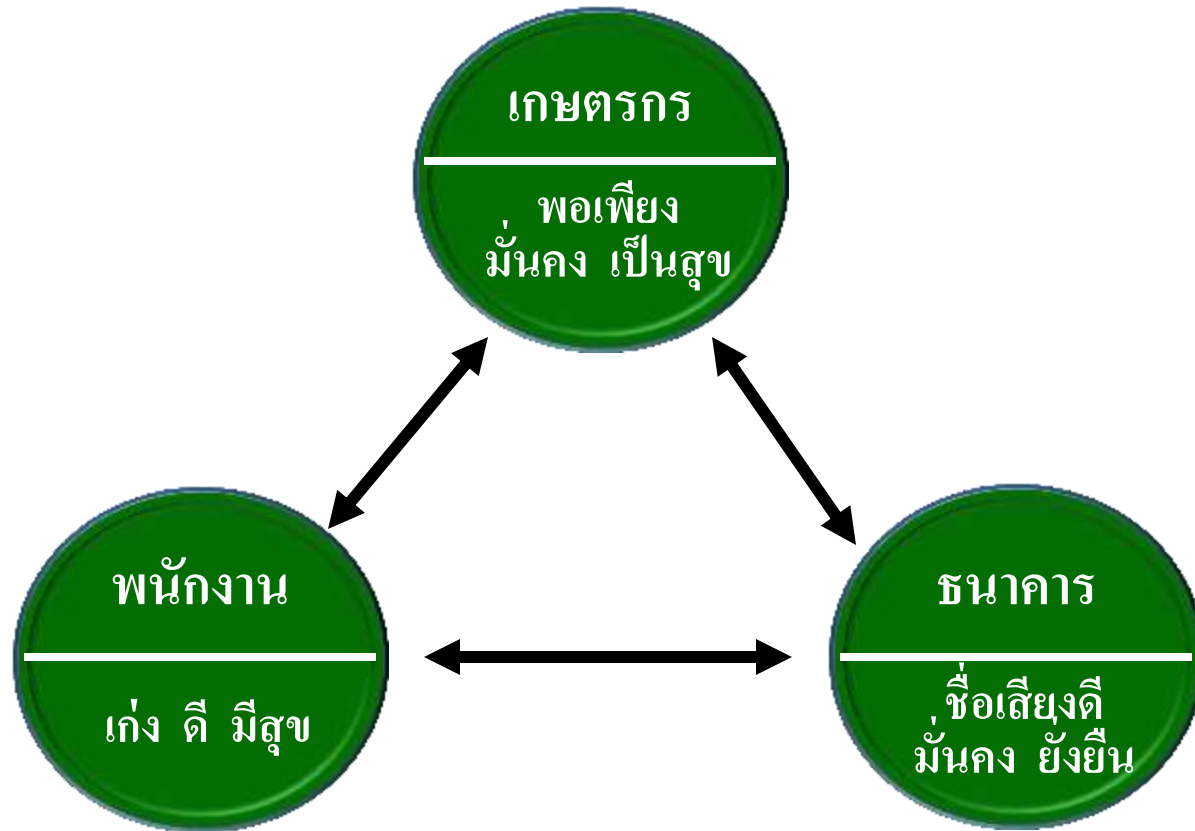 เกษตรกร
พอเพียง
มั่นคง เป็นสุข
พนักงาน
เก่ง ดี มีสุข
ธนาคาร
ชื่อเสียงดี
มั่นคง ยั่งยืน